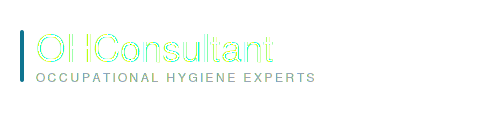 OHConsultant
OCCUPATIONAL HYGIENE EXPERTS